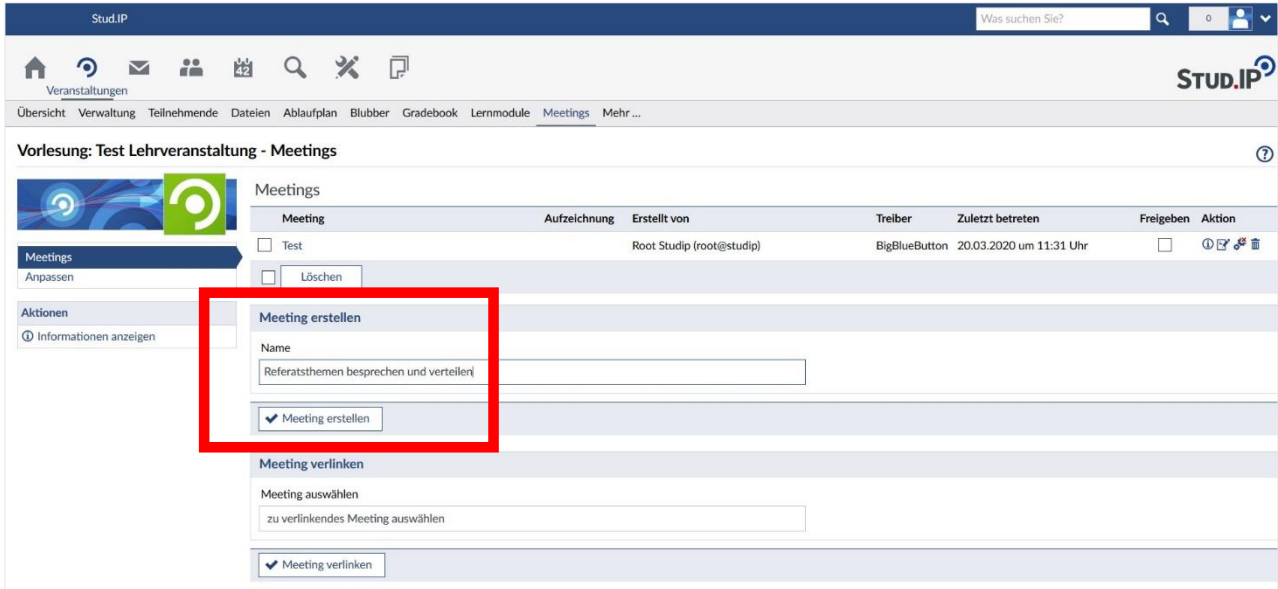 Stud.IP
Was suchen Sie?
0
42
Veranstaltungen
STUD.IP
Übersicht Verwaltung Teilnehmende Dateien Ablaufplan Blubber Gradebook Lernmodule Meetings Mehr ...
Vorlesung: Test Lehrveranstaltung - Meetings
?
Meetings
Meeting Aufzeichnung Erstellt von Treiber Zuletzt betreten Freigeben Aktion
Test Root Studip (root@studip) BigBlueButton 20.03.2020 um 11:31 Uhr
Löschen
Meetings
Anpassen
Aktionen
Informationen anzeigen
Meeting erstellen
Name
Referatsthemen besprechen und verteilen
Meeting erstellen
Meeting verlinken
Meeting auswählen
zu verlinkendes Meeting auswählen
Meeting verlinken